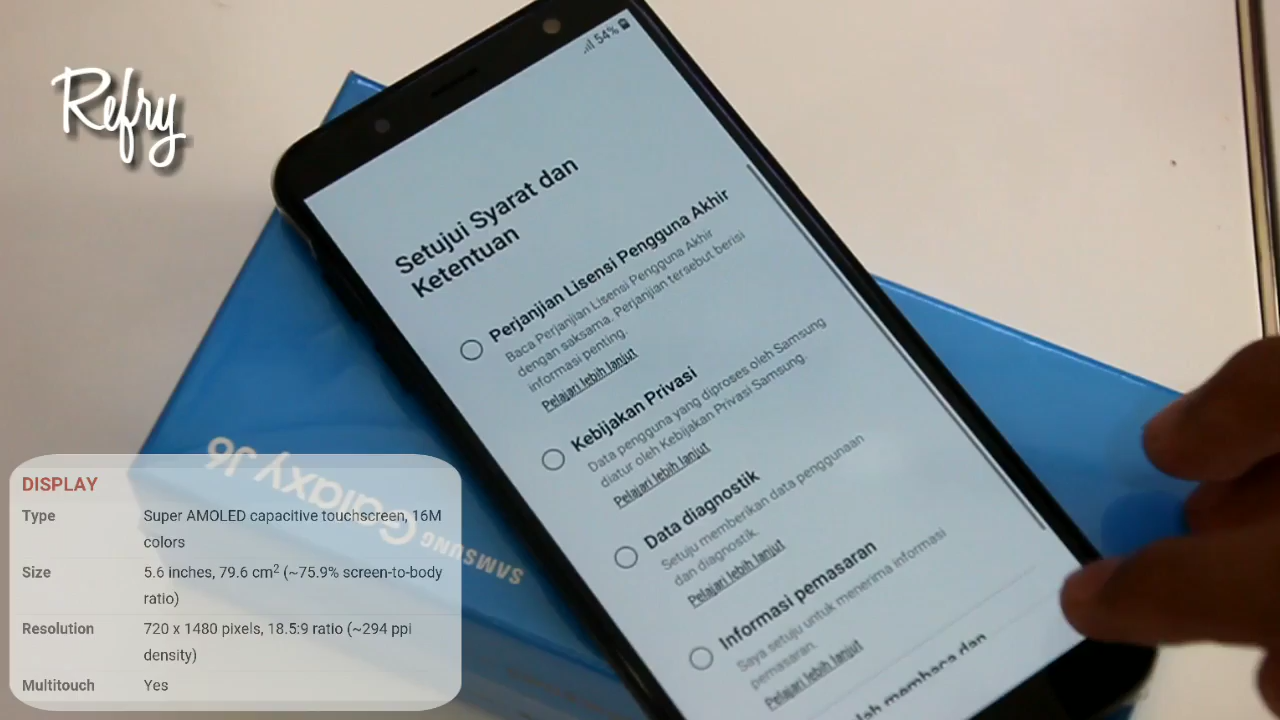 Refry
54%
Setujui Syarat dan
Ketentuan
Perjanjian Lisensi Pengguna Akhir
Baca Perjanjian Lisensi Pengguna Akhir
dengan saksama. Perjanjian tersebut berisi
informasi penting.
Pelajari lebih lanjut
Kebijakan Privasi
Data pengguna yang diproses oleh Samsung
diatur oleh Kebijakan Privasi Samsung.
Pelajari lebih lanjut
Data diagnostik
Setuju memberikan data penggunaan
dan diagnostik.
Pelajari lebih lanjut
Informasi pemasaran
Saya setuju untuk menerima informasi
pemasaran.
Pelajari lebih lanjut
membaca dan
SAMSUNG
Galaxy J6
DISPLAY
Type Super AMOLED capacitive touchscreen, 16M
colors
Size 5.6 inches, 79.6 cm2 (~75.9% screen-to-body
ratio)
Resolution 720 x 1480 pixels, 18.5:9 ratio (~294 ppi
density)
Multitouch Yes